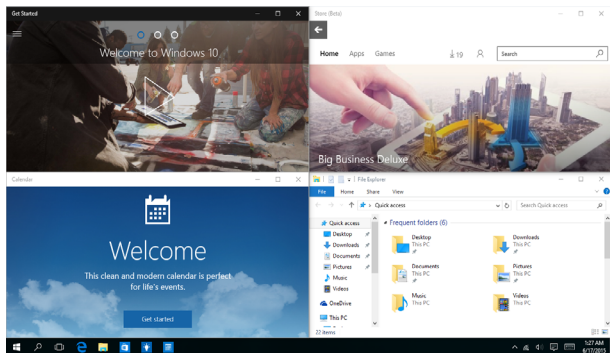 Get Started
Welcome to Windows 10
Store (Beta)
Home Apps Games
19
Search
Big Business Deluxe
Calendar
Welcome
This clean and modern calendar is perfect
for life's events.
Get started
File Explorer
File Home Share View
Quick access
Search Quick access
Quick access
Desktop
Downloads
Documents
Pictures
Music
Videos
OneDrive
This PC
Frequent folders (6)
Desktop
This PC
Downloads
This PC
Documents
This PC
Pictures
This PC
Music
This PC
Videos
This PC
22 items
1:27 AM
6/17/2015